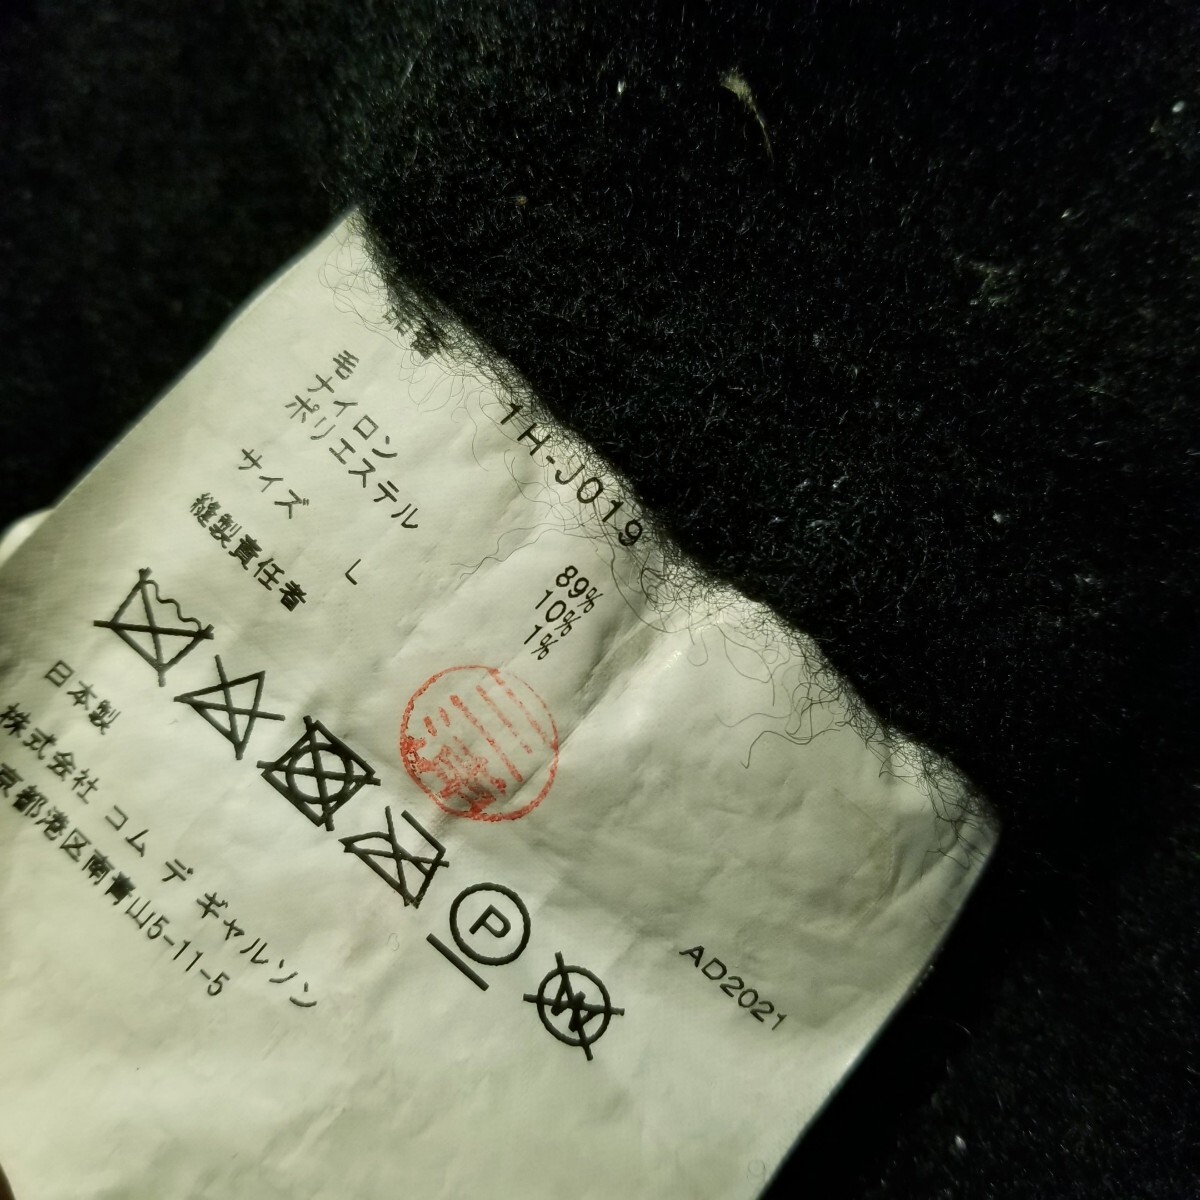 品番 1H-J019
毛 89%
ナイロン 10%
ポリエステル 1%
サイズ L
縫製責任者
P
W
日本製
株式会社 コム デ ギャルソン
京都港区南青山5-11-5
AD2021